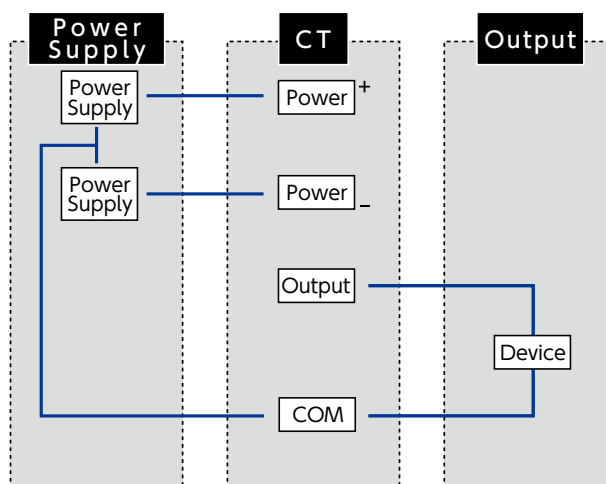 Power
Supply
CT
Output
Power
Supply
Power +
Power
Supply
Power _
Output
Device
COM